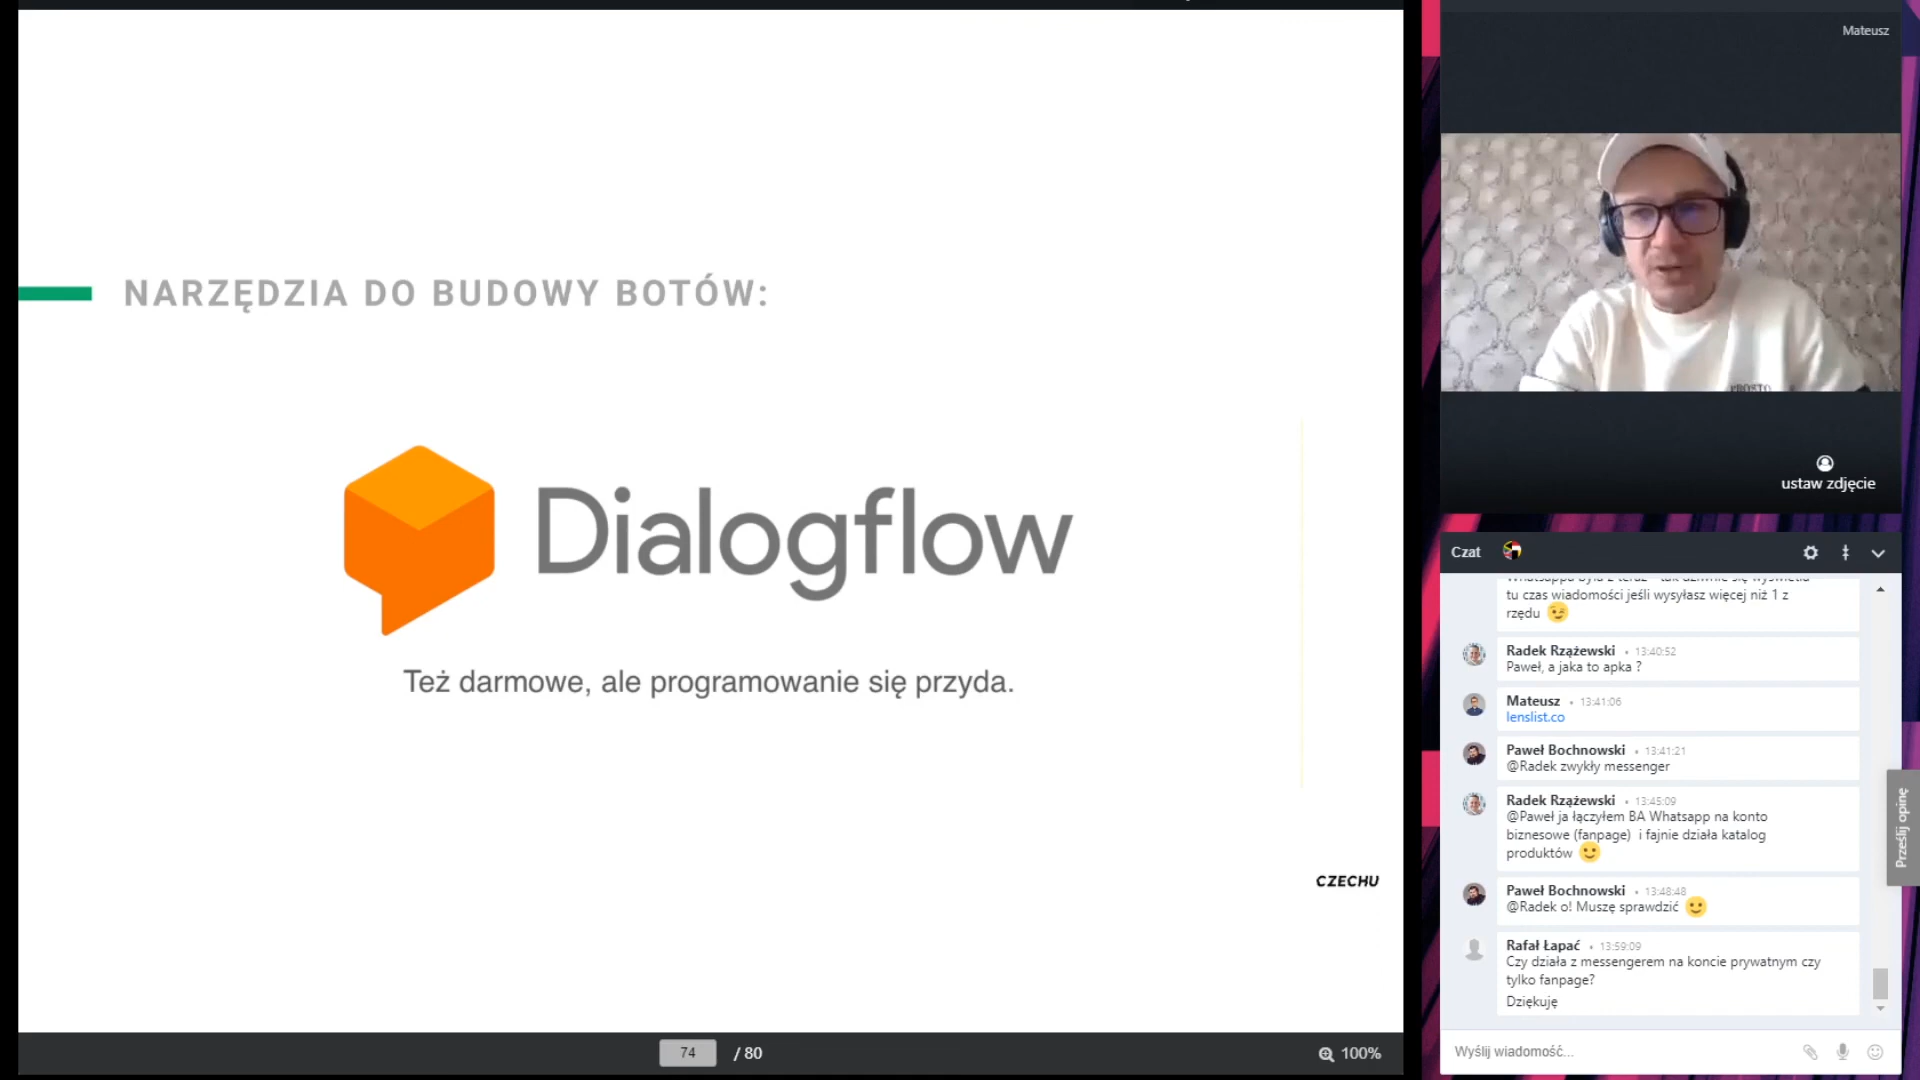 NARZĘDZIA DO BUDOWY BOTÓW:
Dialogflow
Też darmowe, ale programowanie się przyda.
CZECHU
74 / 80
100%
Mateusz
PROSTO
ustaw zdjęcie
Czat
tu czas wiadomości jeśli wysyłasz więcej niż 1 z
rzędu 😉
Radek Rzążewski • 13:40:52
Paweł, a jaka to apka ?
Mateusz • 13:41:06
lenslist.co
Paweł Bochnowski • 13:41:21
@Radek zwykły messenger
Radek Rzążewski • 13:45:09
@Paweł ja łączyłem BA Whatsapp na konto
biznesowe (fanpage) i fajnie działa katalog
produktów 🙂
Paweł Bochnowski • 13:48:48
@Radek o! Muszę sprawdzić 🙂
Rafał Łapać • 13:59:09
Czy działa z messengerem na koncie prywatnym czy
tylko fanpage?
Dziękuję
Wyślij wiadomość...
Prześlij opinię